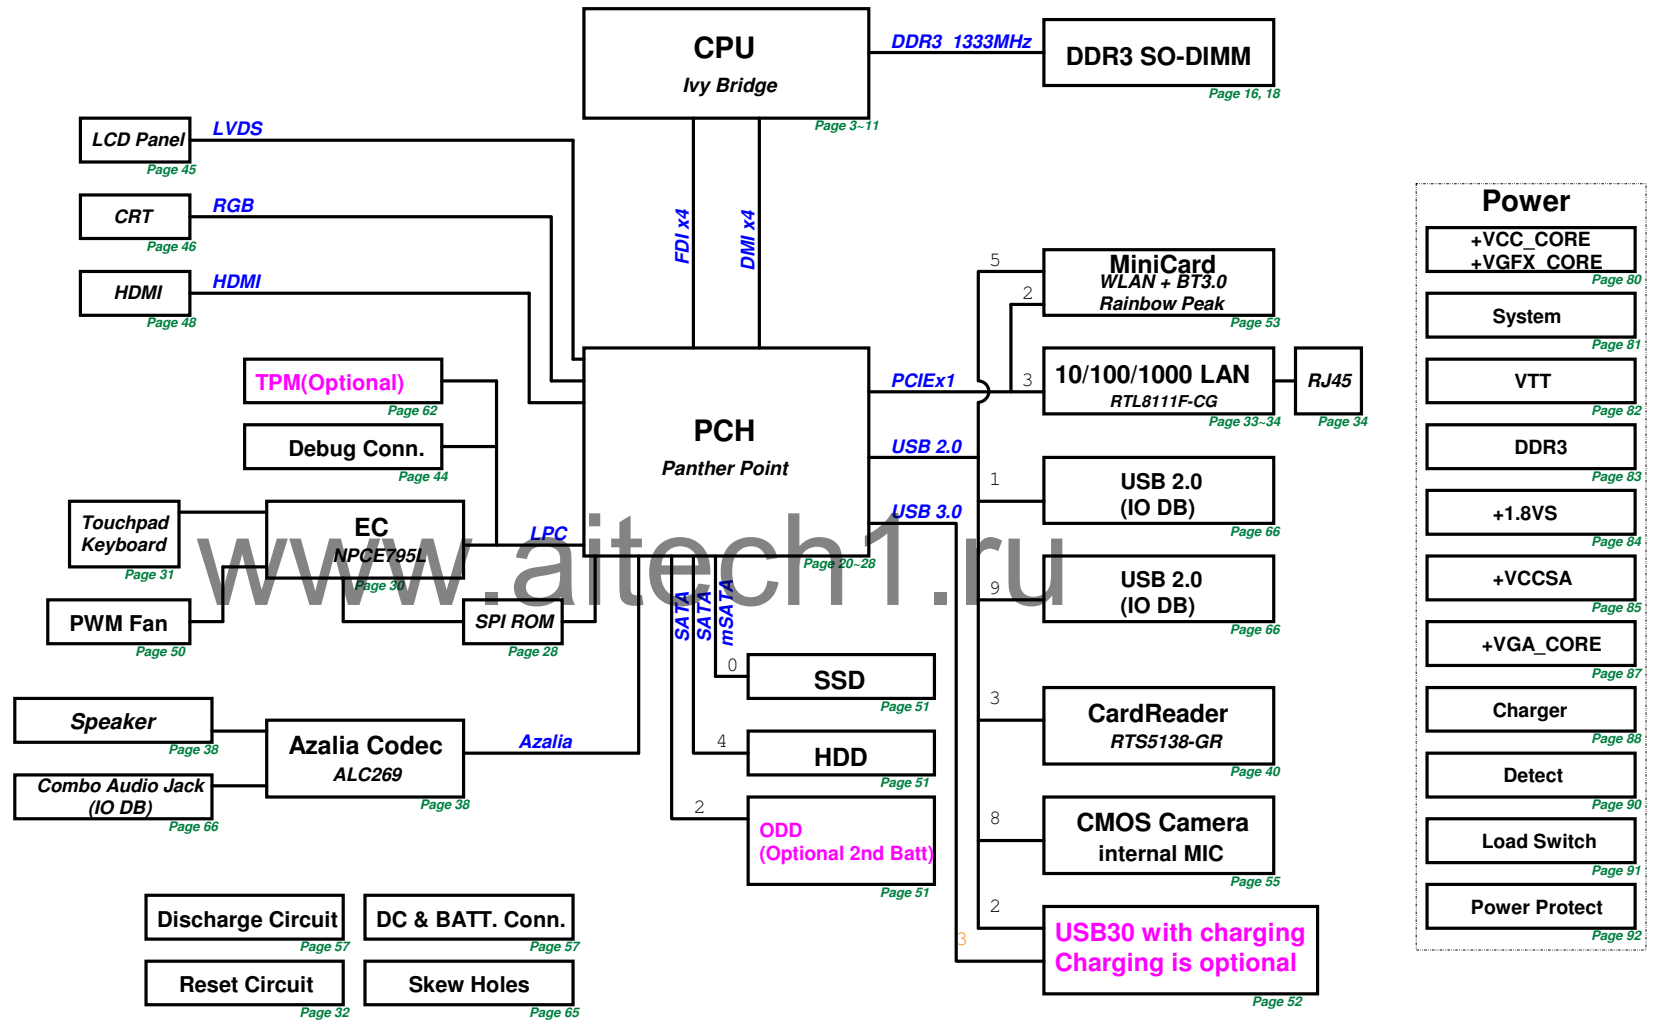 CPU
Ivy Bridge
Page 3~11
DDR3 1333MHz
DDR3 SO-DIMM
Page 16, 18
LCD Panel
LVDS
Page 45
CRT
RGB
Page 46
HDMI
HDMI
Page 48
FDI x4
DMI x4
TPM(Optional)
Page 62
Debug Conn.
Page 44
PCH
Panther Point
Page 20~28
Touchpad
Keyboard
Page 31
EC
NPCE795L
Page 30
LPC
PWM Fan
Page 50
SPI ROM
Page 28
Speaker
Page 38
Combo Audio Jack
(IO DB)
Page 66
Azalia Codec
ALC269
Page 38
Azalia
SATA
SATA
mSATA
0
SSD
Page 51
4
HDD
Page 51
2
ODD
(Optional 2nd Batt)
Page 51
PCIEx1
USB 2.0
USB 3.0
5
2
MiniCard
WLAN + BT3.0
Rainbow Peak
Page 53
3
10/100/1000 LAN
RTL8111F-CG
Page 33~34
RJ45
Page 34
1
USB 2.0
(IO DB)
Page 66
9
USB 2.0
(IO DB)
Page 66
3
CardReader
RTS5138-GR
Page 40
8
CMOS Camera
internal MIC
Page 55
2
3
USB30 with charging
Charging is optional
Page 52
Discharge Circuit
Page 57
DC & BATT. Conn.
Page 57
Reset Circuit
Page 32
Skew Holes
Page 65
Power
+VCC_CORE
+VGFX_CORE
Page 80
System
Page 81
VTT
Page 82
DDR3
Page 83
+1.8VS
Page 84
+VCCSA
Page 85
+VGA_CORE
Page 87
Charger
Page 88
Detect
Page 90
Load Switch
Page 91
Power Protect
Page 92
www.aitech1.ru